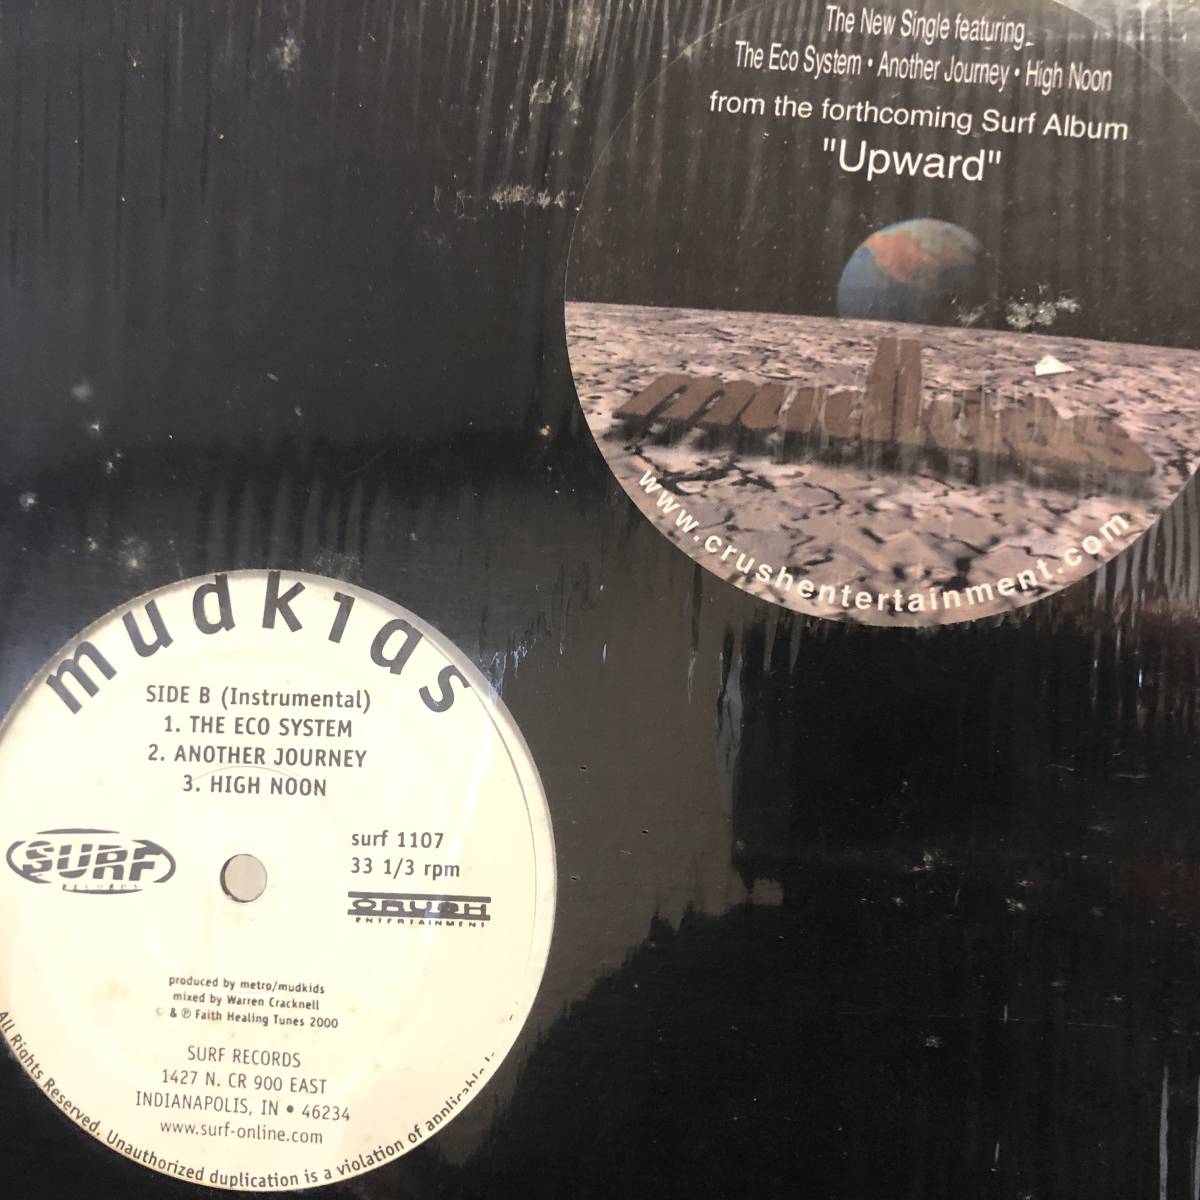 The New Single featuring
The Eco System • Another Journey • High Noon
from the forthcoming Surf Album
"Upward"
mudkids
www.crushentertainment.com
mudkids
SIDE B (Instrumental)
1. THE ECO SYSTEM
2. ANOTHER JOURNEY
3. HIGH NOON
SURF
RECORDS
surf 1107
33 1/3 rpm
CRUSH
ENTERTAINMENT
produced by metro/mudkids
mixed by Warren Cracknell
© & ℗ Faith Healing Tunes 2000
SURF RECORDS
1427 N. CR 900 EAST
INDIANAPOLIS, IN • 46234
www.surf-online.com
All Rights Reserved. Unauthorized duplication is a violation of applicable